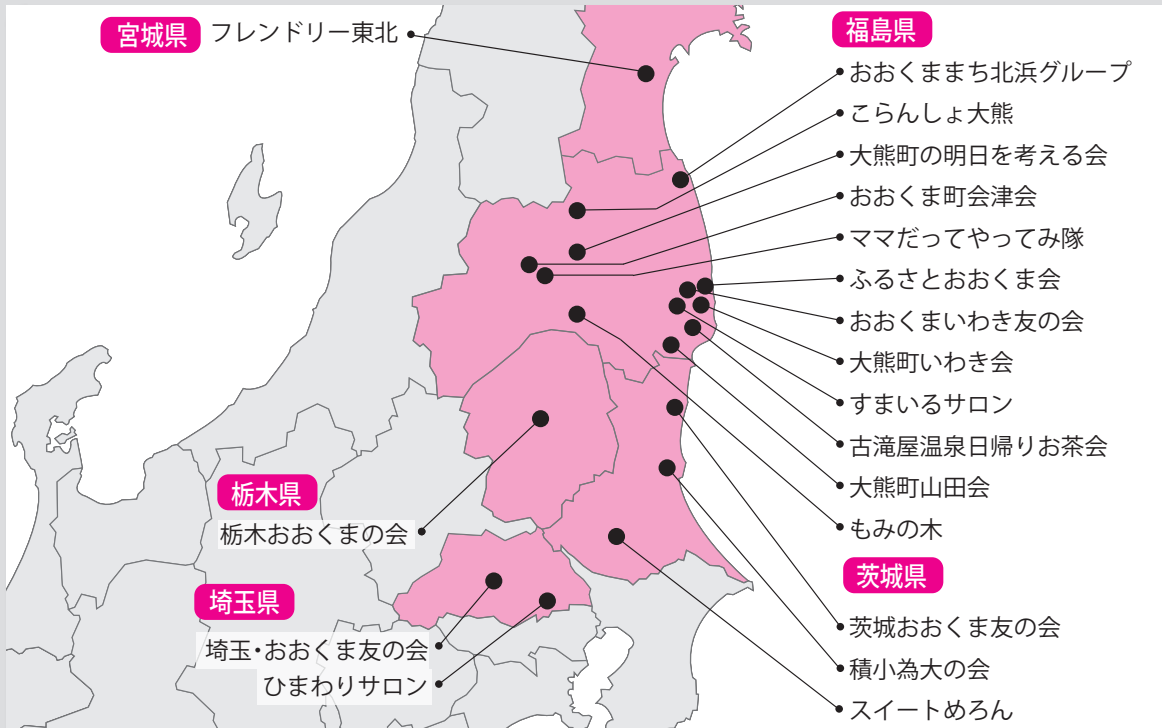 宮城県
フレンドリー東北
福島県
おおくままち北浜グループ
こらんしょ大熊
大熊町の明日を考える会
おおくま町会津会
ママだってやってみ隊
ふるさとおおくま会
おおくまいわき友の会
大熊町いわき会
すまいるサロン
古滝屋温泉日帰りお茶会
大熊町山田会
もみの木
茨城県
茨城おおくま友の会
積小為大の会
スイートめろん
栃木県
栃木おおくまの会
埼玉県
埼玉・おおくま友の会
ひまわりサロン